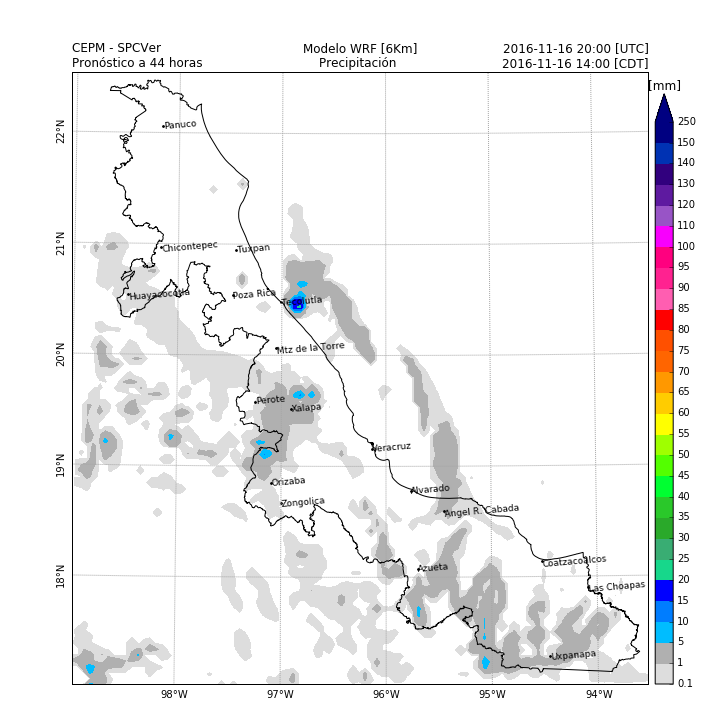 CEPM - SPCVer
Modelo WRF [6Km]
2016-11-16 20:00 [UTC]
Pronóstico a 44 horas
Precipitación
2016-11-16 14:00 [CDT]
[mm]
250
150
140
130
120
110
100
95
90
85
80
75
70
65
60
55
50
45
40
35
30
25
20
15
10
5
1
0.1
22°N
21°N
20°N
19°N
18°N
98°W
97°W
96°W
95°W
94°W
Panuco
Chicontepec
Tuxpan
Huayacocotla
Poza Rica
Tecolutla
Mtz de la Torre
Perote
Xalapa
Veracruz
Orizaba
Alvarado
Zongolica
Angel R. Cabada
Azueta
Coatzacoalcos
Las Choapas
Uxpanapa